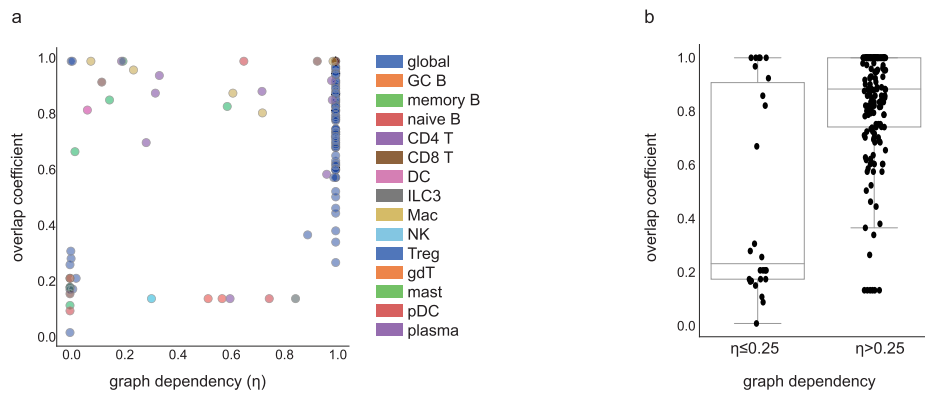 a
overlap coefficient
1.0
0.8
0.6
0.4
0.2
0.0
0.0 0.2 0.4 0.6 0.8 1.0
graph dependency (η)
global
GC B
memory B
naive B
CD4 T
CD8 T
DC
ILC3
Mac
NK
Treg
gdT
mast
pDC
plasma
b
overlap coefficient
1.0
0.8
0.6
0.4
0.2
0.0
η≤0.25 η>0.25
graph dependency